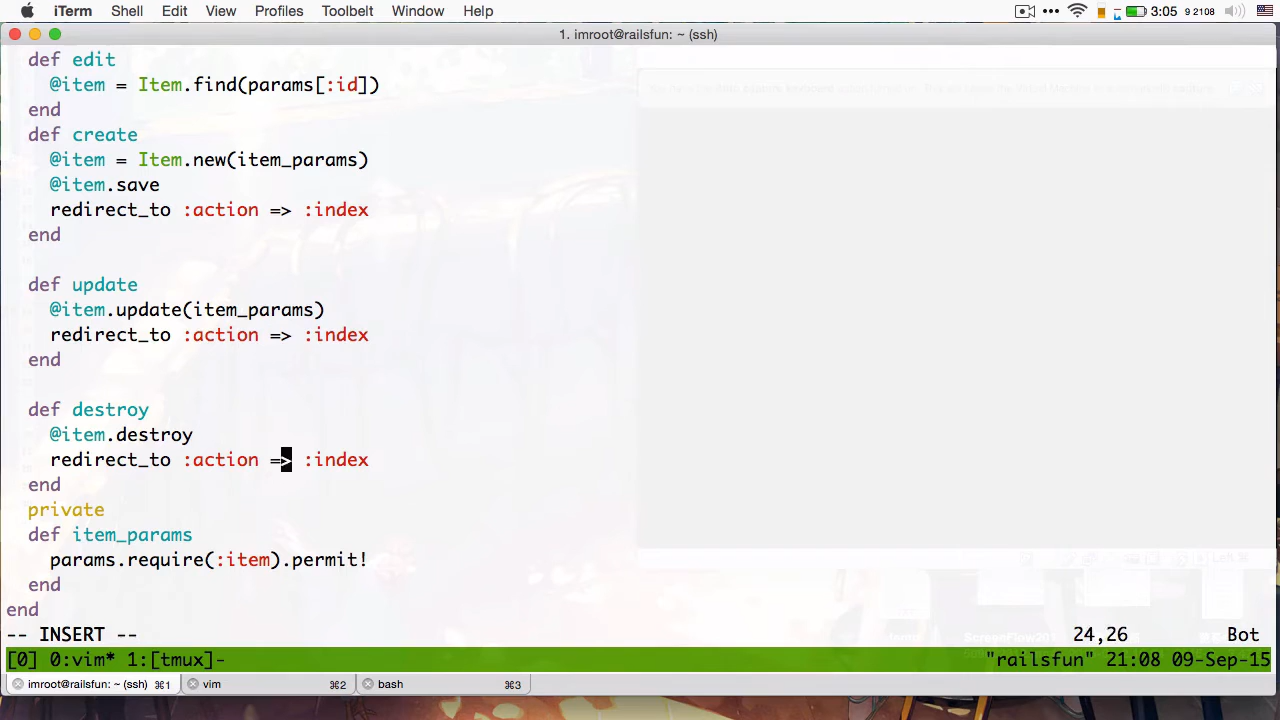 iTerm Shell Edit View Profiles Toolbelt Window Help 3:05 9 2108
1. imroot@railsfun: ~ (ssh)
def edit
@item = Item.find(params[:id])
end
def create
@item = Item.new(item_params)
@item.save
redirect_to :action => :index
end
def update
@item.update(item_params)
redirect_to :action => :index
end
def destroy
@item.destroy
redirect_to :action => :index
end
private
def item_params
params.require(:item).permit!
end
end
-- INSERT -- 24,26 Bot
[0] 0:vim* 1:[tmux]- "railsfun" 21:08 09-Sep-15
imroot@railsfun: ~ (ssh) ⌘1 vim ⌘2 bash ⌘3